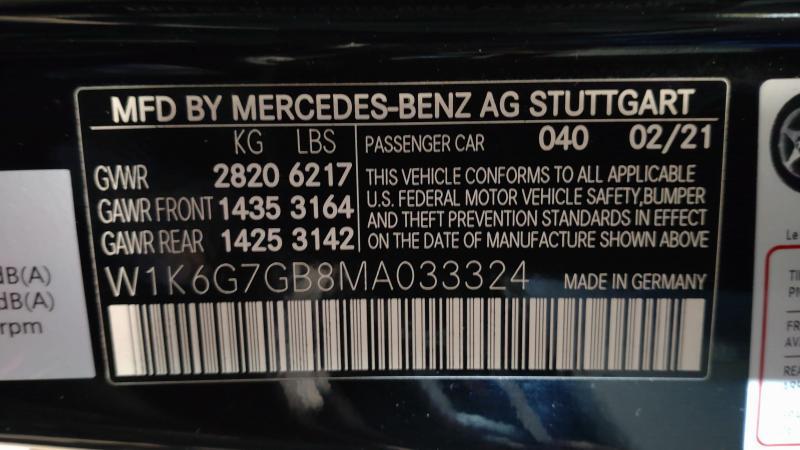 MFD BY MERCEDES-BENZ AG STUTTGART
KG LBS
GVWR 2820 6217
GAWR FRONT 1435 3164
GAWR REAR 1425 3142
PASSENGER CAR 040 02/21
THIS VEHICLE CONFORMS TO ALL APPLICABLE
U.S. FEDERAL MOTOR VEHICLE SAFETY,BUMPER
AND THEFT PREVENTION STANDARDS IN EFFECT
ON THE DATE OF MANUFACTURE SHOWN ABOVE
W1K6G7GB8MA033324 MADE IN GERMANY
dB(A)
dB(A)
rpm
Le